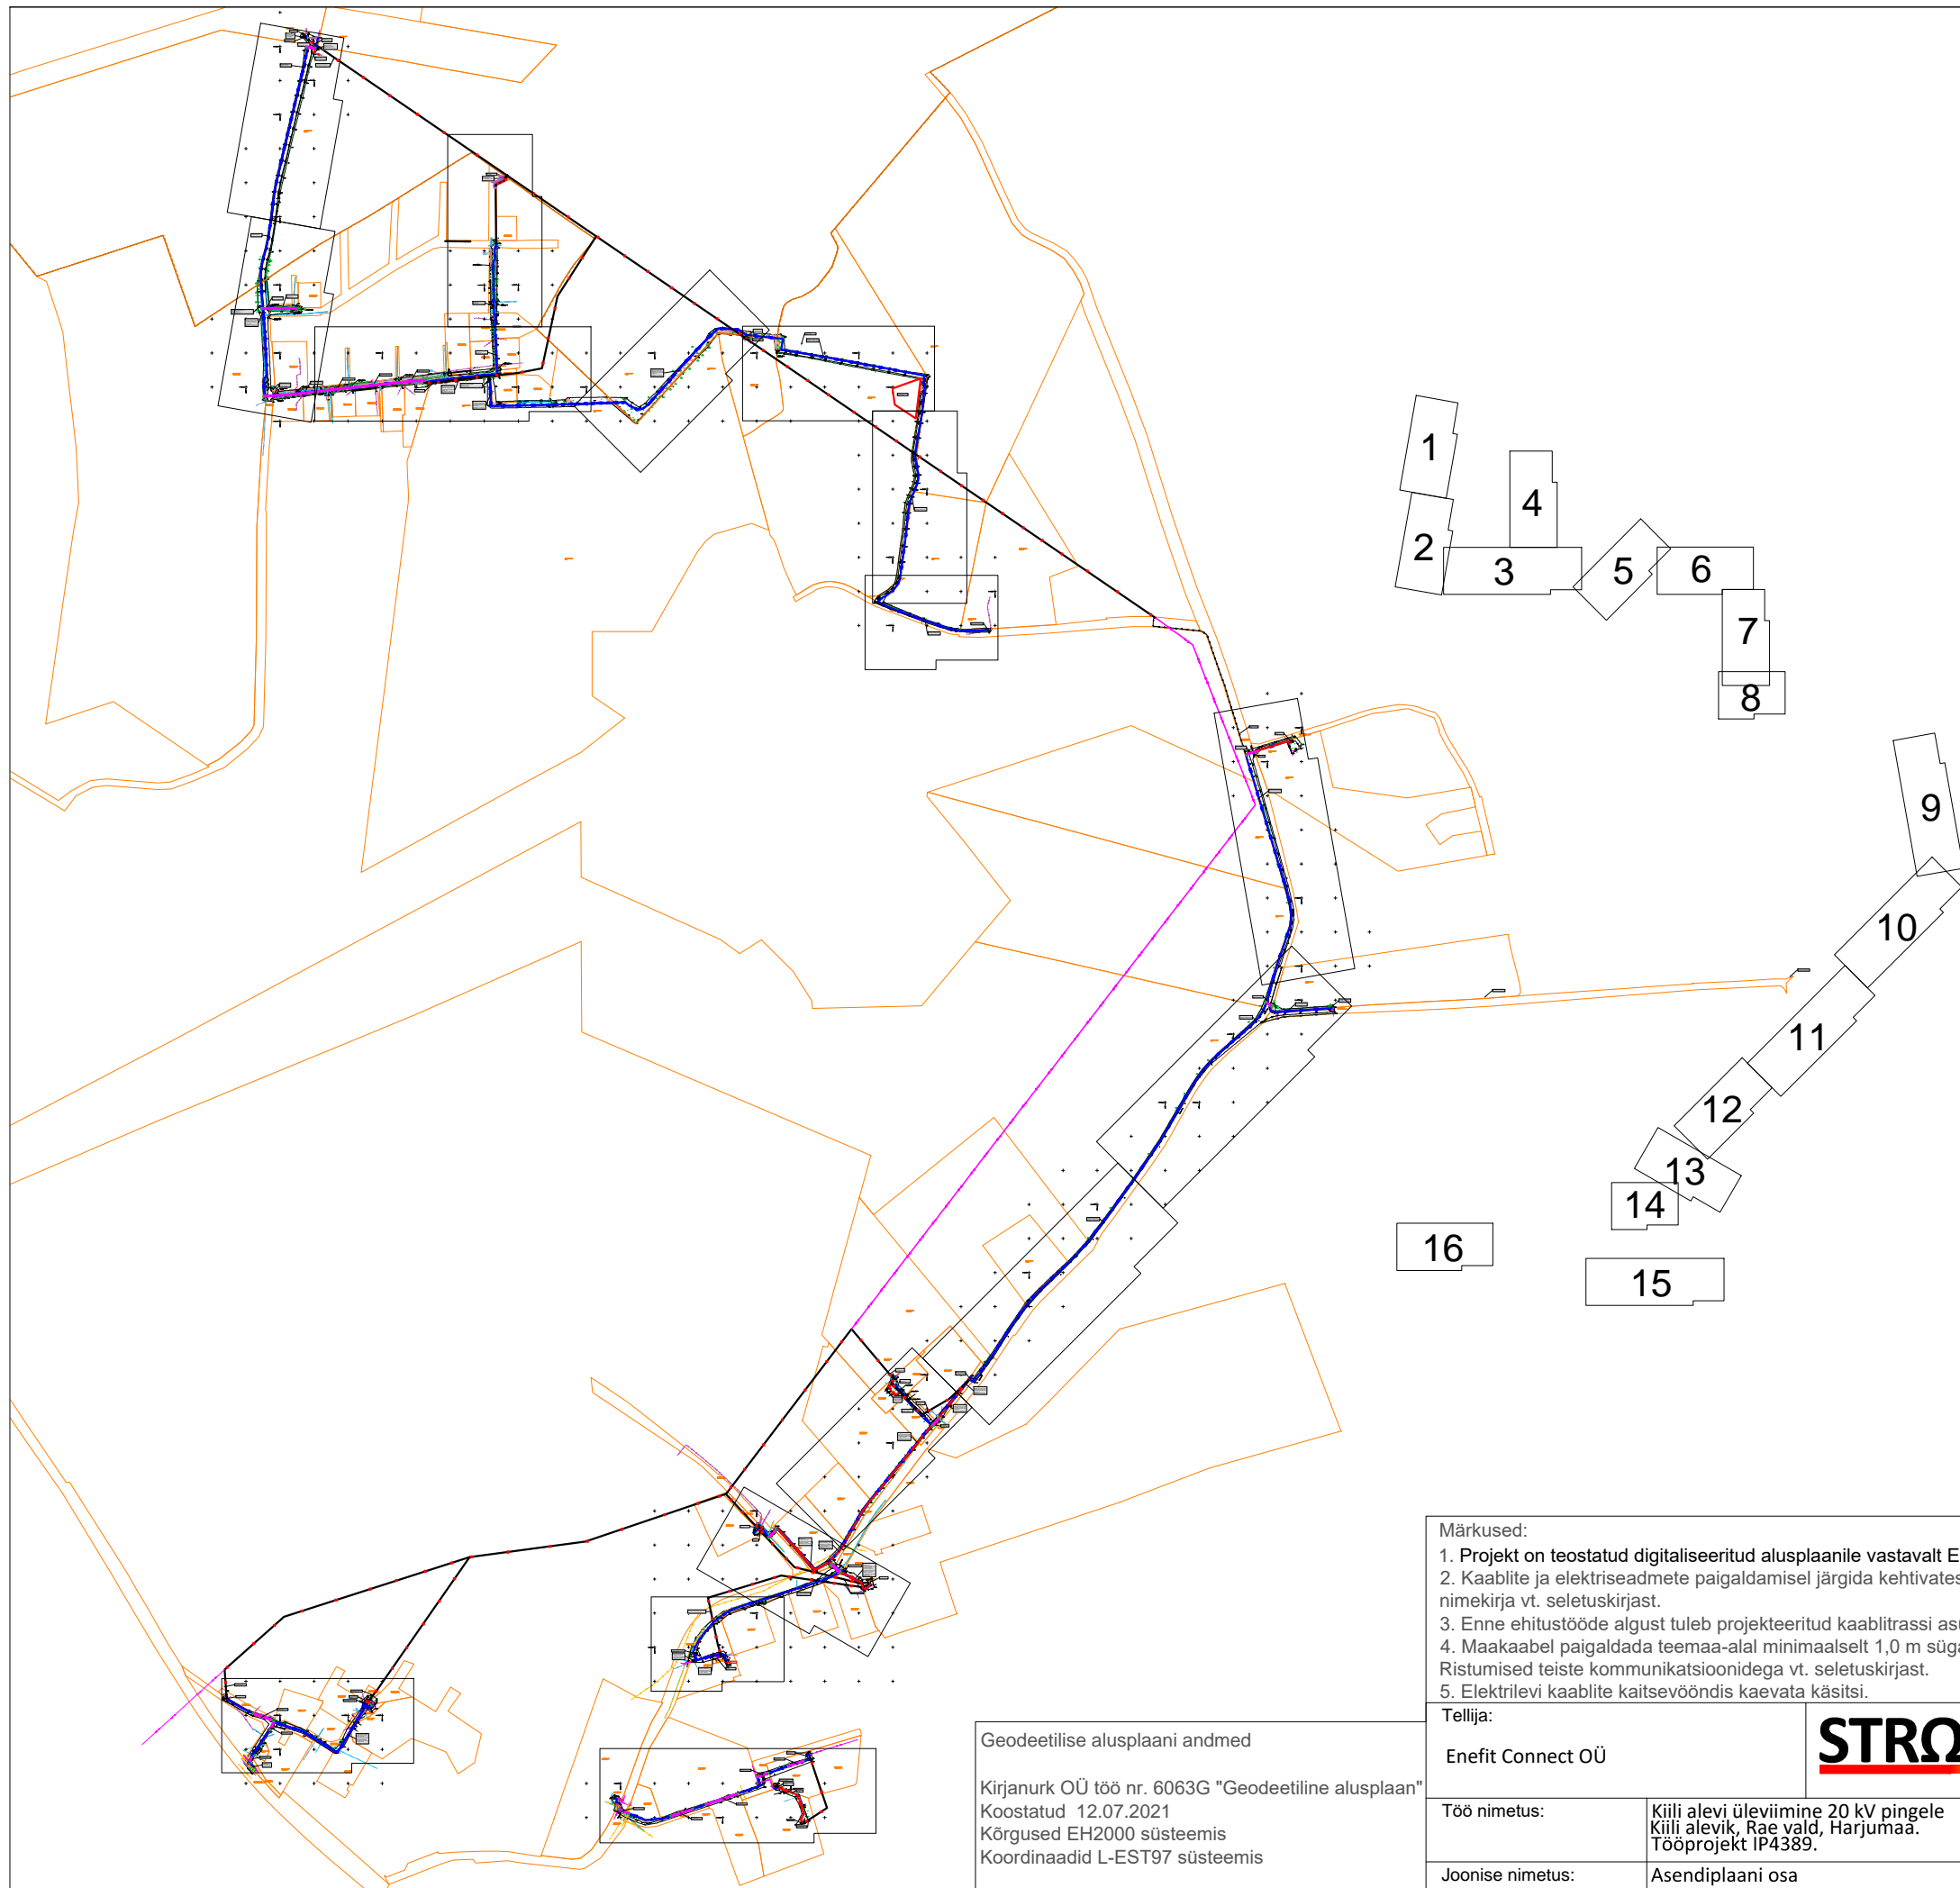 1
4
2
3
5
6
7
8
9
10
11
12
13
14
16
15
Märkused:
1. Projekt on teostatud digitaliseeritud alusplaanile vastavalt E
2. Kaablite ja elektriseadmete paigaldamisel järgida kehtivates
nimekirja vt. seletuskirjast.
3. Enne ehitustööde algust tuleb projekteeritud kaablitrassi as
4. Maakaabel paigaldada teemaa-alal minimaalselt 1,0 m süga
Ristumised teiste kommunikatsioonidega vt. seletuskirjast.
5. Elektrilevi kaablite kaitsevööndis kaevata käsitsi.
Tellija:
Enefit Connect OÜ
STRΩ
Töö nimetus:
Kiili alevi üleviimine 20 kV pingele
Kiili alevik, Rae vald, Harjumaa.
Tööprojekt IP4389.
Joonise nimetus:
Asendiplaani osa
Geodeetilise alusplaani andmed
Kirjanurk OÜ töö nr. 6063G "Geodeetiline alusplaan"
Koostatud 12.07.2021
Kõrgused EH2000 süsteemis
Koordinaadid L-EST97 süsteemis